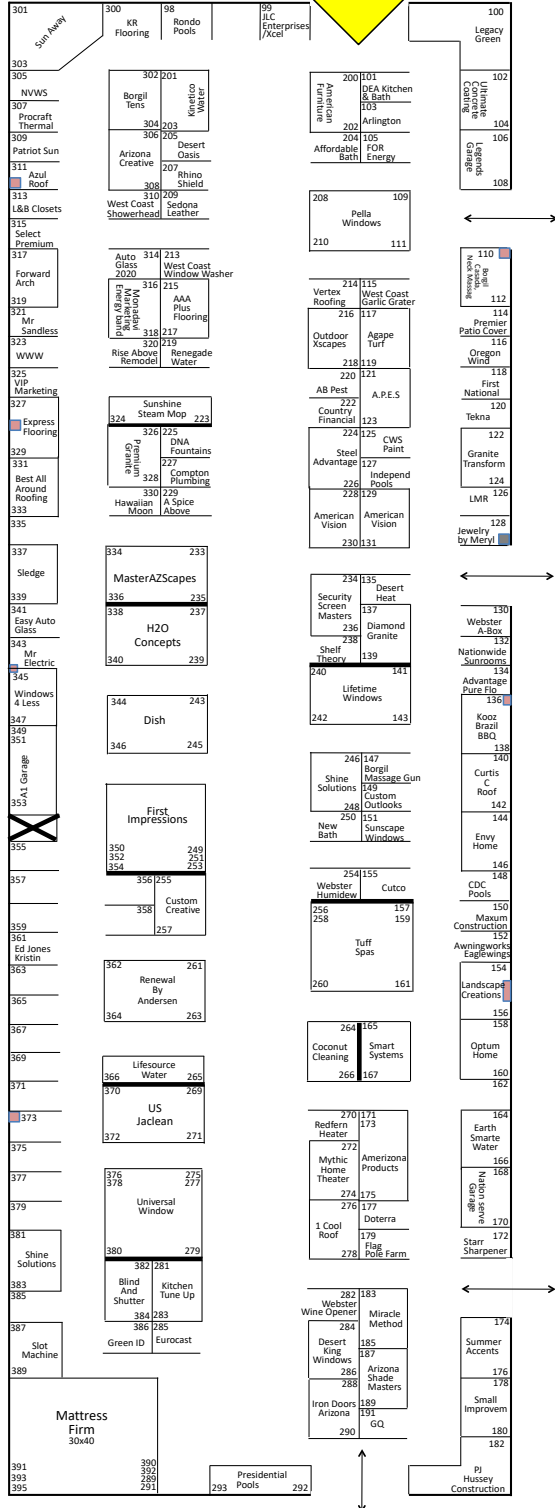 301
Sun Away
303
305
NVWS
307
Procraft
Thermal
309
Patriot Sun
311
Azul
Roof
313
L&B Closets
315
Select
Premium
317
Forward
Arch
319
321
Mr
Sandless
323
WWW
325
VIP
Marketing
327
Express
Flooring
329
331
Best All
Around
Roofing
333
335
337
Sledge
339
341
Easy Auto
Glass
343
Mr
Electric
345
Windows
4 Less
347
349
351
A1 Garage
353
355
357
359
361
Ed Jones
Kristin
363
365
367
369
371
373
375
377
379
381
Shine
Solutions
383
385
387
Slot
Machine
389
Mattress
Firm
30x40
391 390
393 392
395 289
291
300
KR
Flooring
98
Rondo
Pools
99
JLC
Enterprises
/Xcel
302 201
Borgil
Tens
Kinetico
Water
304 203
306 205
Arizona
Creative
Desert
Oasis
207
Rhino
Shield
308
310 209
West Coast
Showerhead
Sedona
Leather
Auto 314 213
Glass
2020
West Coast
Window Washer
316 215
Monadavi
Marketing
Energy band
AAA
Plus
Flooring
318 217
320 219
Rise Above
Remodel
Renegade
Water
Sunshine
Steam Mop
324 223
326 225
Premium
Granite
DNA
Fountains
227
Compton
Plumbing
328
330 229
Hawaiian
Moon
A Spice
Above
334 233
MasterAZScapes
336 235
338 237
H2O
Concepts
340 239
344 243
Dish
346 245
First
Impressions
350 249
352 251
354 253
356 255
Custom
Creative
358
257
362 261
Renewal
By
Andersen
364 263
Lifesource
Water
366 265
370 269
US
Jaclean
372 271
376 275
378 277
Universal
Window
380 279
382 281
Blind
And
Shutter
Kitchen
Tune Up
384 283
386 285
Green ID
Eurocast
Presidential
Pools
293 292
200 101
American
Furniture
DEA Kitchen
& Bath
103
Arlington
202
204 105
Affordable
Bath
FOR
Energy
208 109
Pella
Windows
210 111
214 115
Vertex
Roofing
West Coast
Garlic Grater
216 117
Outdoor
Xscapes
Agape
Turf
218 119
220 121
AB Pest
A.P.E.S
222
Country
Financial
123
224 125
Steel
Advantage
CWS
Paint
127
Independ
Pools
226
228 129
American
Vision
American
Vision
230 131
234 135
Security
Screen
Masters
Desert
Heat
137
Diamond
Granite
236
238
Shelf
Theory
139
240 141
Lifetime
Windows
242 143
246 147
Shine
Solutions
Borgil
Massage Gun
149
Custom
Outlooks
248
250 151
New
Bath
Sunscape
Windows
254 155
Webster
Humidew
Cutco
256 157
258 159
Tuff
Spas
260 161
264 165
Coconut
Cleaning
Smart
Systems
266 167
270 171
Redfern
Heater
173
272
Mythic
Home
Theater
Amerizona
Products
274 175
276 177
1 Cool
Roof
Doterra
179
Flag
Pole Farm
278
282 183
Webster
Wine Opener
Miracle
Method
284
Desert
King
Windows
185
187
Arizona
Shade
Masters
286
288
Iron Doors
Arizona
189
191
GQ
290
100
Legacy
Green
102
Ultimate
Concrete
Coating
104
106
Legends
Garage
108
110
Borgil
Casada,
Neck Massag
112
114
Premier
Patio Cover
116
Oregon
Wind
118
First
National
120
Tekna
122
Granite
Transform
124
126
LMR
128
Jewelry
by Meryl
130
Webster
A-Box
132
Nationwide
Sunrooms
134
Advantage
Pure Flo
136
Kooz
Brazil
BBQ
138
140
Curtis
C
Roof
142
144
Envy
Home
146
148
CDC
Pools
150
Maxum
Construction
152
Awningworks
Eaglewings
154
Landscape
Creations
156
158
Optum
Home
160
162
164
Earth
Smarte
Water
166
168
Nation serve
Garage
170
172
Starr
Sharpener
174
Summer
Accents
176
178
Small
Improvem
180
182
PJ
Hussey
Construction